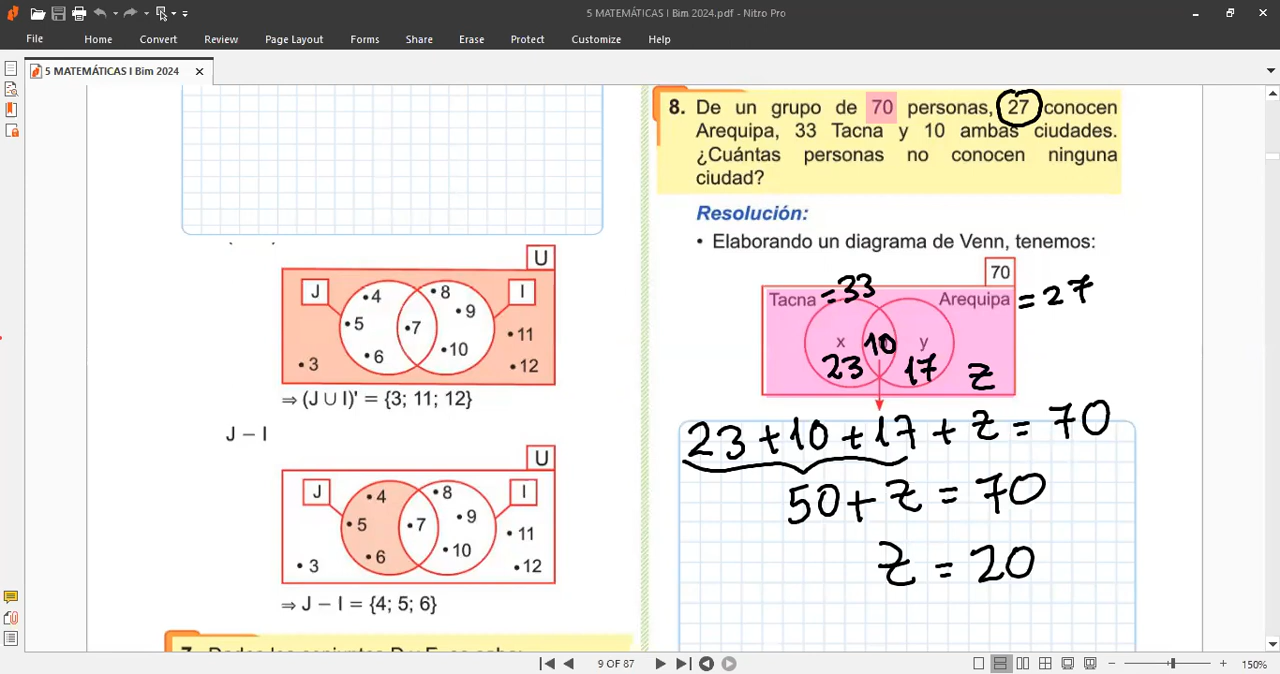 5 MATEMÁTICAS I Bim 2024.pdf - Nitro Pro
File Home Convert Review Page Layout Forms Share Erase Protect Customize Help
5 MATEMÁTICAS I Bim 2024 ×
U
J
I
4
8
9
5
7
11
6
10
3
12
⇒ (J ∪ I)' = {3; 11; 12}
J – I
U
J
I
4
8
9
5
7
11
6
10
3
12
⇒ J – I = {4; 5; 6}
8. De un grupo de 70 personas, 27 conocen
Arequipa, 33 Tacna y 10 ambas ciudades.
¿Cuántas personas no conocen ninguna
ciudad?
Resolución:
• Elaborando un diagrama de Venn, tenemos:
70
Tacna = 33
Arequipa = 27
x 10 y
23 17 z
23 + 10 + 17 + z = 70
50 + z = 70
z = 20
9 OF 87
150%